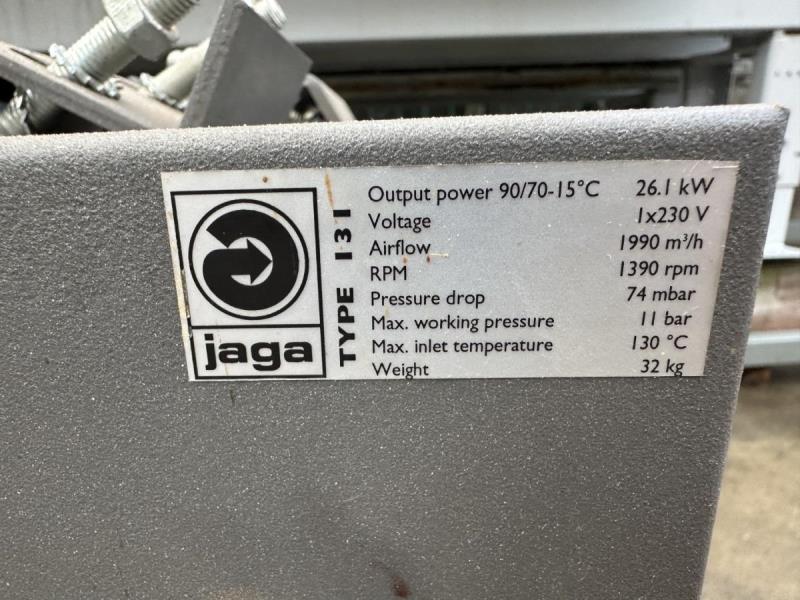 jaga
TYPE 131
Output power 90/70-15°C 26.1 kW
Voltage 1x230 V
Airflow 1990 m³/h
RPM 1390 rpm
Pressure drop 74 mbar
Max. working pressure 11 bar
Max. inlet temperature 130 °C
Weight 32 kg